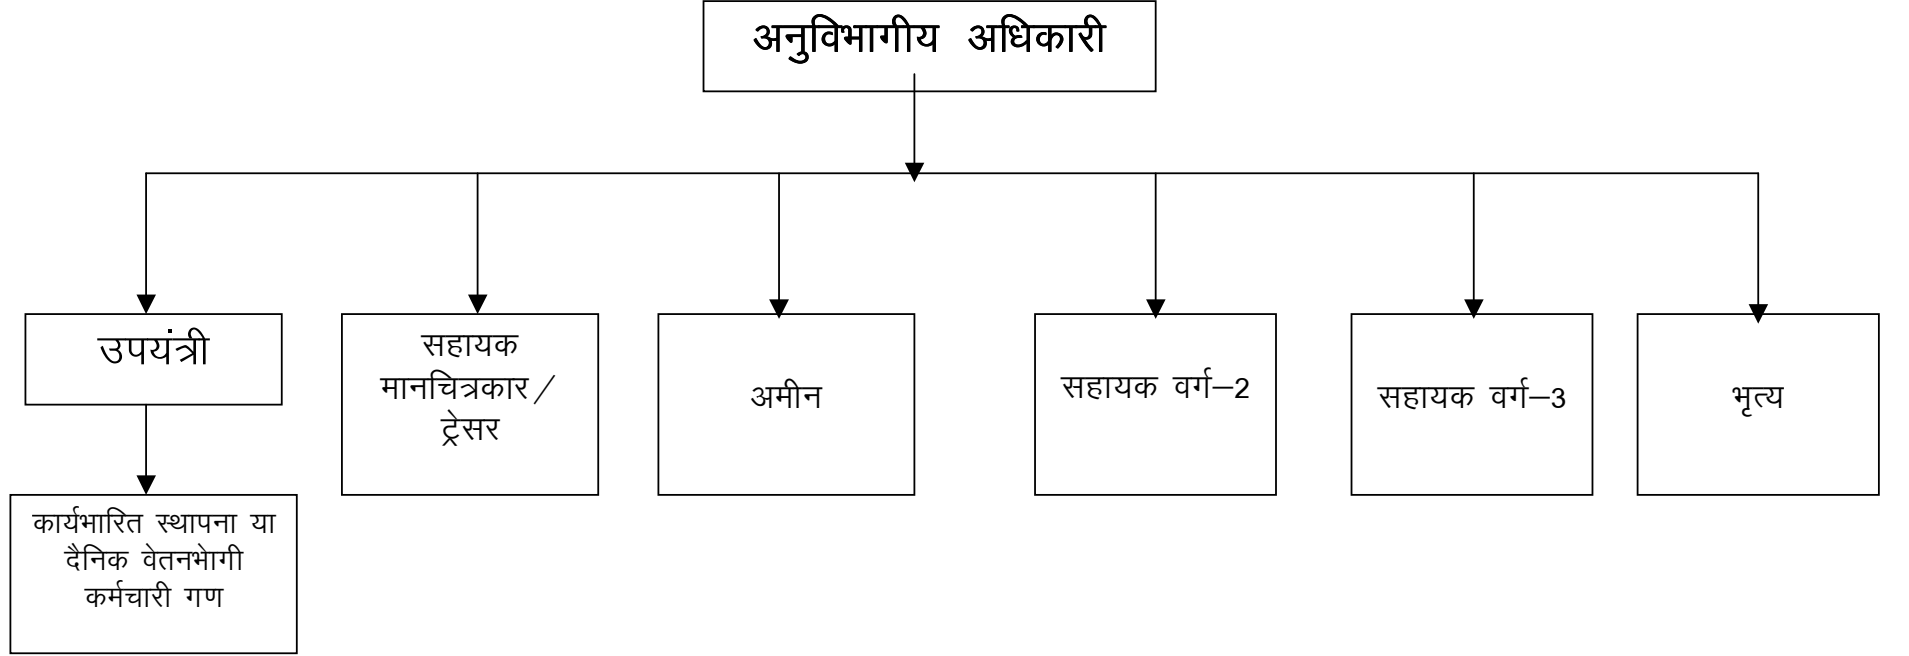 अनुविभागीय अधिकारी
उपयंत्री
सहायक
मानचित्रकार /
ट्रेसर
अमीन
सहायक वर्ग–2
सहायक वर्ग–3
भृत्य
कार्यभारित स्थापना या
दैनिक वेतनभेागी
कर्मचारी गण